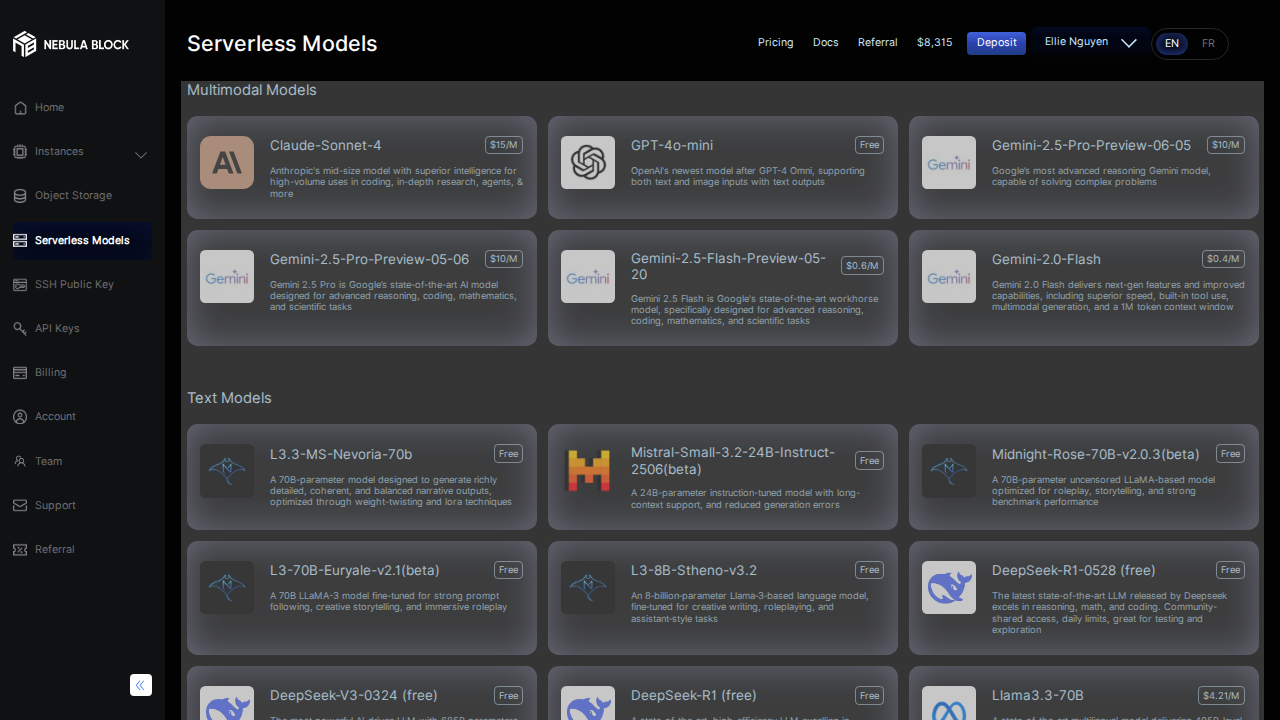 NEBULA BLOCK
Serverless Models
Pricing
Docs
Referral
$8,315
Deposit
Ellie Nguyen
EN
FR
Home
Instances
Object Storage
Serverless Models
SSH Public Key
API Keys
Billing
Account
Team
Support
Referral
Multimodal Models
Claude-Sonnet-4
$15/M
Anthropic's mid-size model with superior intelligence for
high-volume uses in coding, in-depth research, agents, &
more
GPT-4o-mini
Free
OpenAI's newest model after GPT-4 Omni, supporting
both text and image inputs with text outputs
Gemini
Gemini-2.5-Pro-Preview-06-05
$10/M
Google's most advanced reasoning Gemini model,
capable of solving complex problems
Gemini
Gemini-2.5-Pro-Preview-05-06
$10/M
Gemini 2.5 Pro is Google's state-of-the-art AI model
designed for advanced reasoning, coding, mathematics,
and scientific tasks
Gemini
Gemini-2.5-Flash-Preview-05-
20
$0.6/M
Gemini 2.5 Flash is Google's state-of-the-art workhorse
model, specifically designed for advanced reasoning,
coding, mathematics, and scientific tasks
Gemini
Gemini-2.0-Flash
$0.4/M
Gemini 2.0 Flash delivers next-gen features and improved
capabilities, including superior speed, built-in tool use,
multimodal generation, and a 1M token context window
Text Models
L3.3-MS-Nevoria-70b
Free
A 70B-parameter model designed to generate richly
detailed, coherent, and balanced narrative outputs,
optimized through weight-twisting and lora techniques
Mistral-Small-3.2-24B-Instruct-
2506(beta)
Free
A 24B-parameter instruction-tuned model with long-
context support, and reduced generation errors
Midnight-Rose-70B-v2.0.3(beta)
Free
A 70B-parameter uncensored LLaMA-based model
optimized for roleplay, storytelling, and strong
benchmark performance
L3-70B-Euryale-v2.1(beta)
Free
A 70B LLaMA-3 model fine-tuned for strong prompt
following, creative storytelling, and immersive roleplay
L3-8B-Stheno-v3.2
Free
An 8-billion-parameter Llama-3-based language model,
fine-tuned for creative writing, roleplaying, and
assistant-style tasks
DeepSeek-R1-0528 (free)
Free
The latest state-of-the-art LLM released by Deepseek
excels in reasoning, math, and coding. Community-
shared access, daily limits, great for testing and
exploration
DeepSeek-V3-0324 (free)
Free
DeepSeek-R1 (free)
Free
Llama3.3-70B
$4.21/M